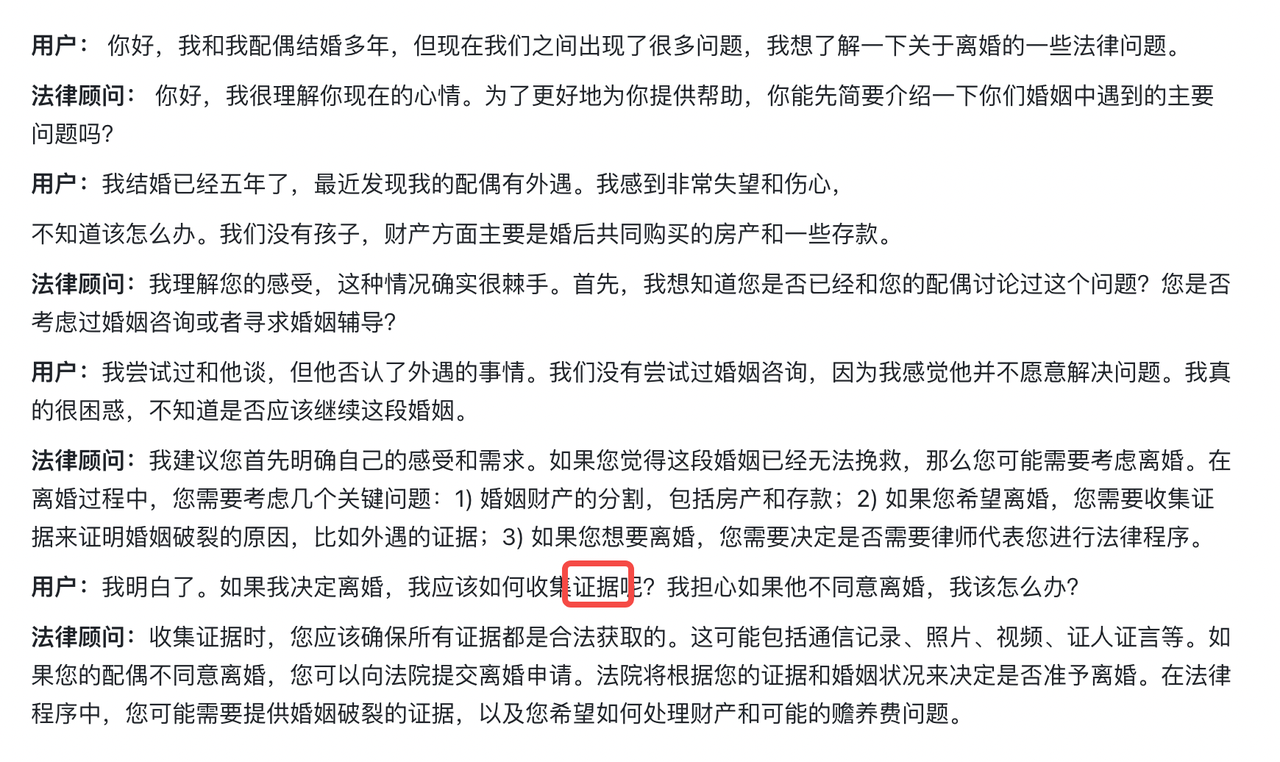 用户： 你好，我和我配偶结婚多年，但现在我们之间出现了很多问题，我想了解一下关于离婚的一些法律问题。
法律顾问： 你好，我很理解你现在的心情。为了更好地为你提供帮助，你能先简要介绍一下你们婚姻中遇到的主要
问题吗？
用户：我结婚已经五年了，最近发现我的配偶有外遇。我感到非常失望和伤心，
不知道该怎么办。我们没有孩子，财产方面主要是婚后共同购买的房产和一些存款。
法律顾问：我理解您的感受，这种情况确实很棘手。首先，我想知道您是否已经和您的配偶讨论过这个问题？您是否
考虑过婚姻咨询或者寻求婚姻辅导？
用户：我尝试过和他谈，但他否认了外遇的事情。我们没有尝试过婚姻咨询，因为我感觉他并不愿意解决问题。我真
的很困惑，不知道是否应该继续这段婚姻。
法律顾问：我建议您首先明确自己的感受和需求。如果您觉得这段婚姻已经无法挽救，那么您可能需要考虑离婚。在
离婚过程中，您需要考虑几个关键问题：1) 婚姻财产的分割，包括房产和存款；2) 如果您希望离婚，您需要收集证
据来证明婚姻破裂的原因，比如外遇的证据；3) 如果您想要离婚，您需要决定是否需要律师代表您进行法律程序。
用户：我明白了。如果我决定离婚，我应该如何收集证据呢？我担心如果他不同意离婚，我该怎么办？
法律顾问：收集证据时，您应该确保所有证据都是合法获取的。这可能包括通信记录、照片、视频、证人证言等。如
果您的配偶不同意离婚，您可以向法院提交离婚申请。法院将根据您的证据和婚姻状况来决定是否准予离婚。在法律
程序中，您可能需要提供婚姻破裂的证据，以及您希望如何处理财产和可能的赡养费问题。